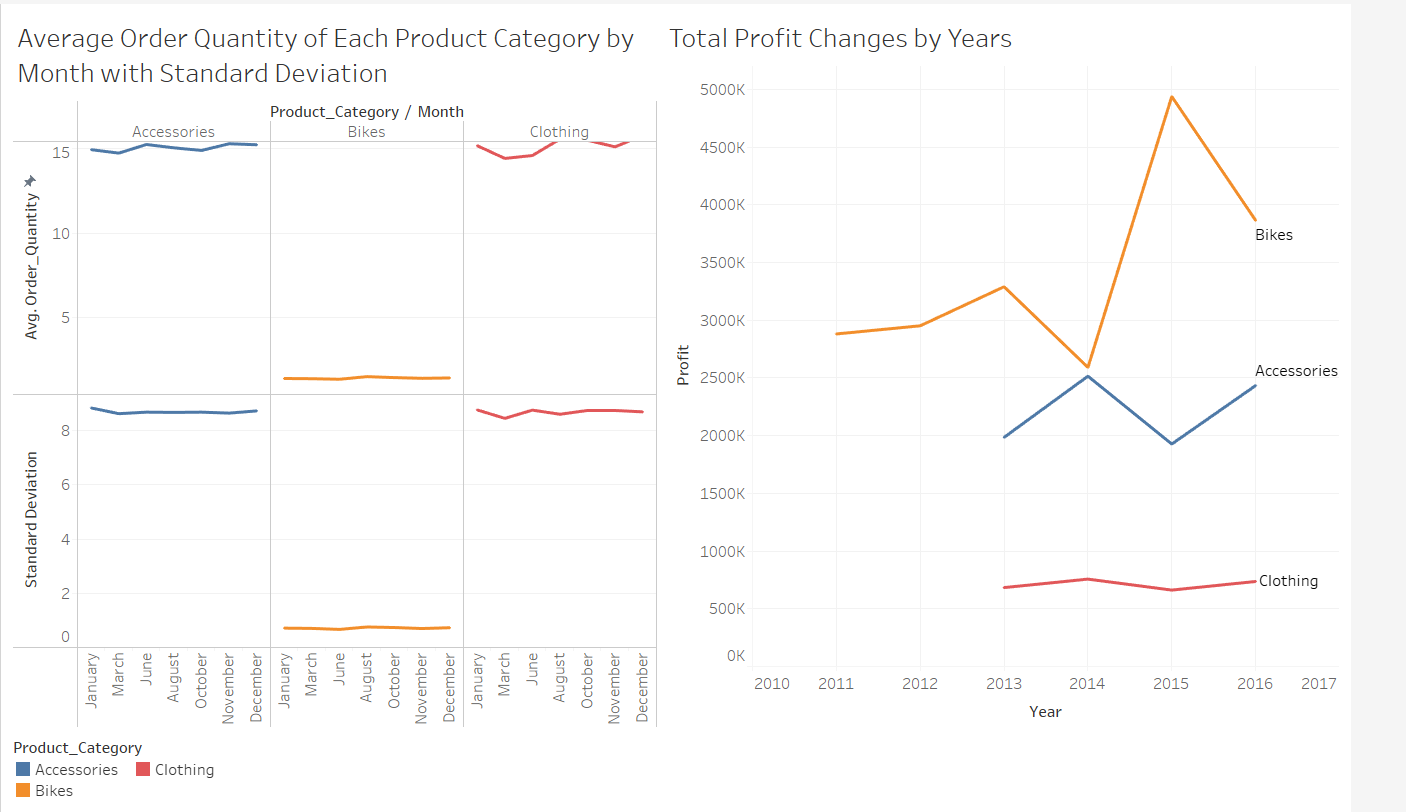 Average Order Quantity of Each Product Category by
Month with Standard Deviation
Product_Category / Month
Accessories Bikes Clothing
Avg. Order_Quantity
15
10
5
Standard Deviation
8
6
4
2
0
January March June August October November December January March June August October November December January March June August October November December
Product_Category
Accessories Clothing
Bikes
Total Profit Changes by Years
Profit
5000K
4500K
4000K
3500K
3000K
2500K
2000K
1500K
1000K
500K
0K
Bikes
Accessories
Clothing
2010 2011 2012 2013 2014 2015 2016 2017
Year